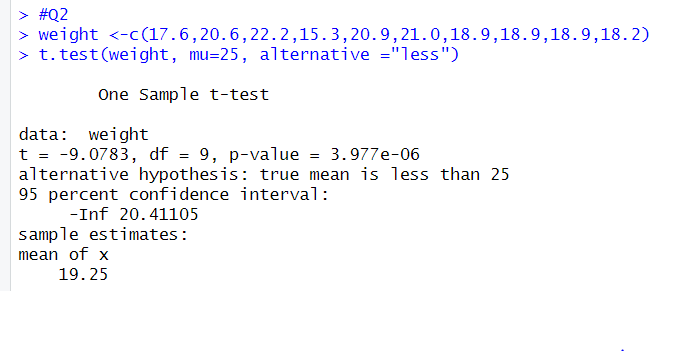 > #Q2
> weight <-c(17.6,20.6,22.2,15.3,20.9,21.0,18.9,18.9,18.9,18.2)
> t.test(weight, mu=25, alternative ="less")
One Sample t-test
data:  weight
t = -9.0783, df = 9, p-value = 3.977e-06
alternative hypothesis: true mean is less than 25
95 percent confidence interval:
-Inf 20.41105
sample estimates:
mean of x
19.25